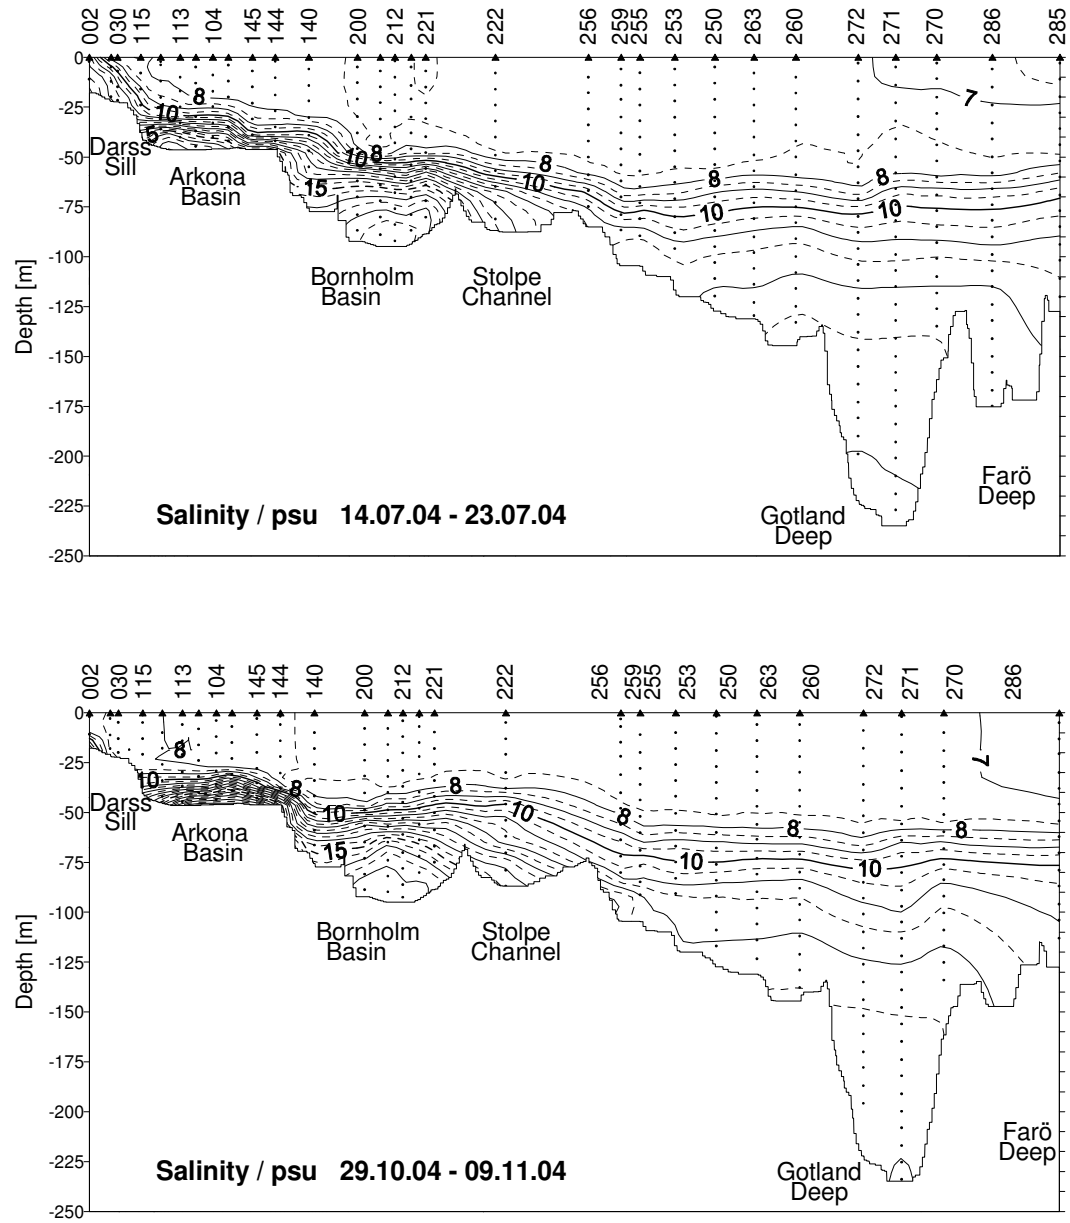 002 030 115 113 104 145 144 140 200 212 221 222 256 259 255 253 250 263 260 272 271 270 286 285
0
-25
-50
-75
-100
-125
-150
-175
-200
-225
-250
Depth [m]
8
10
5
10
8
15
8
10
8
10
8
10
7
Darss
Sill
Arkona
Basin
Bornholm
Basin
Stolpe
Channel
Gotland
Deep
Farö
Deep
Salinity / psu 14.07.04 - 23.07.04
002 030 115 113 104 145 144 140 200 212 221 222 256 259 255 253 250 263 260 272 271 270 286
0
-25
-50
-75
-100
-125
-150
-175
-200
-225
-250
Depth [m]
8
10
8
10
15
8
10
8
10
8
10
8
7
Darss
Sill
Arkona
Basin
Bornholm
Basin
Stolpe
Channel
Gotland
Deep
Farö
Deep
Salinity / psu 29.10.04 - 09.11.04